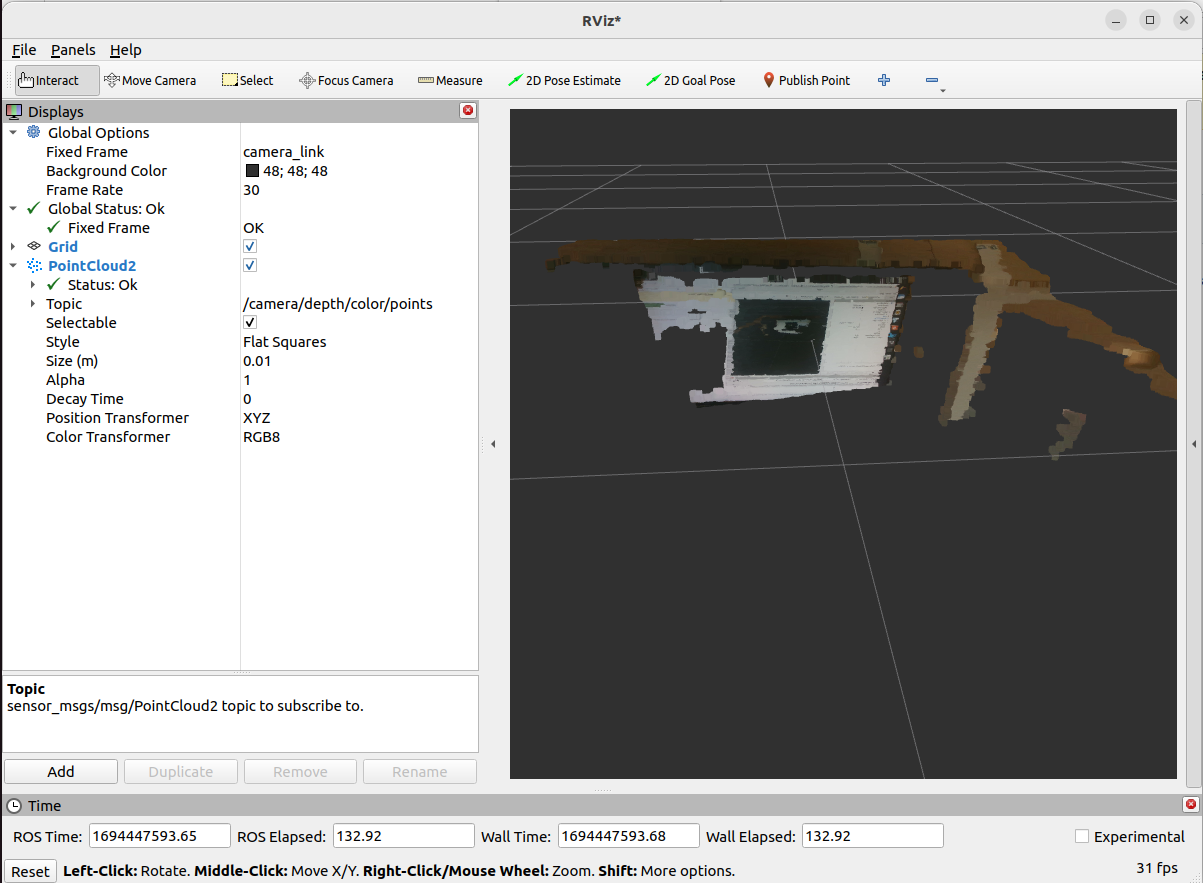 RViz*
File Panels Help
Interact Move Camera Select Focus Camera Measure 2D Pose Estimate 2D Goal Pose Publish Point
Displays
Global Options
Fixed Frame camera_link
Background Color 48; 48; 48
Frame Rate 30
Global Status: Ok
Fixed Frame OK
Grid
PointCloud2
Status: Ok
Topic /camera/depth/color/points
Selectable
Style Flat Squares
Size (m) 0.01
Alpha 1
Decay Time 0
Position Transformer XYZ
Color Transformer RGB8
Topic
sensor_msgs/msg/PointCloud2 topic to subscribe to.
Add Duplicate Remove Rename
Time
ROS Time: 1694447593.65 ROS Elapsed: 132.92 Wall Time: 1694447593.68 Wall Elapsed: 132.92 Experimental
Reset Left-Click: Rotate. Middle-Click: Move X/Y. Right-Click/Mouse Wheel: Zoom. Shift: More options. 31 fps